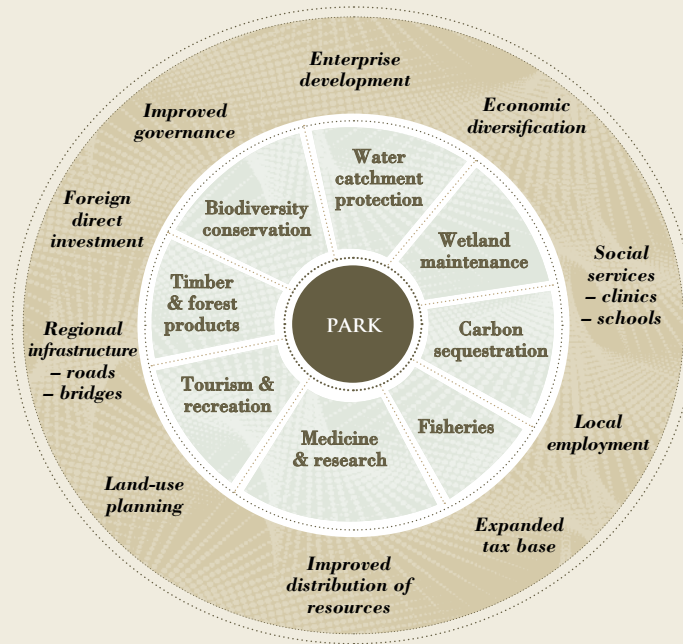 Enterprise
development
Economic
diversification
Social
services
– clinics
– schools
Local
employment
Expanded
tax base
Improved
distribution of
resources
Land-use
planning
Regional
infrastructure
– roads
– bridges
Foreign
direct
investment
Improved
governance
Water
catchment
protection
Wetland
maintenance
Carbon
sequestration
Fisheries
Medicine
& research
Tourism &
recreation
Timber
& forest
products
Biodiversity
conservation
PARK